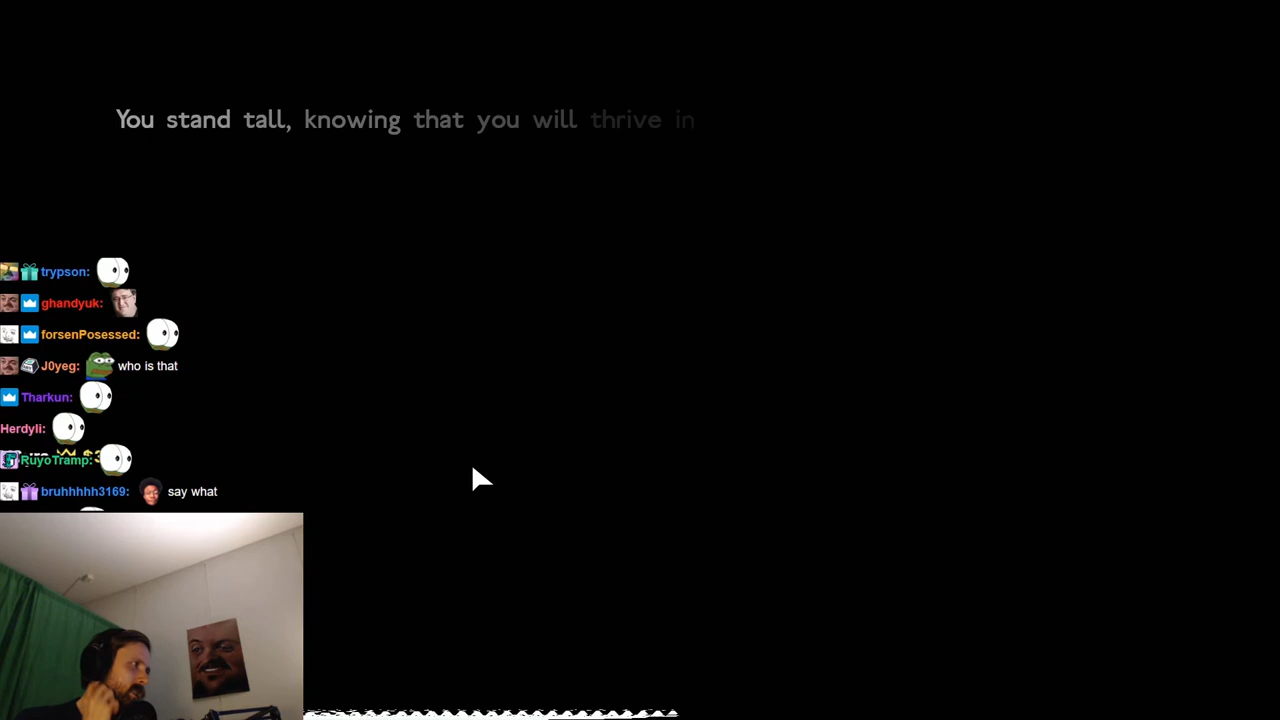 You stand tall, knowing that you will thrive in
trypson:
ghandyuk:
forsenPosessed:
J0yeg: who is that
Tharkun:
Herdyli:
RuyoTramp:
bruhhhhh3169: say what